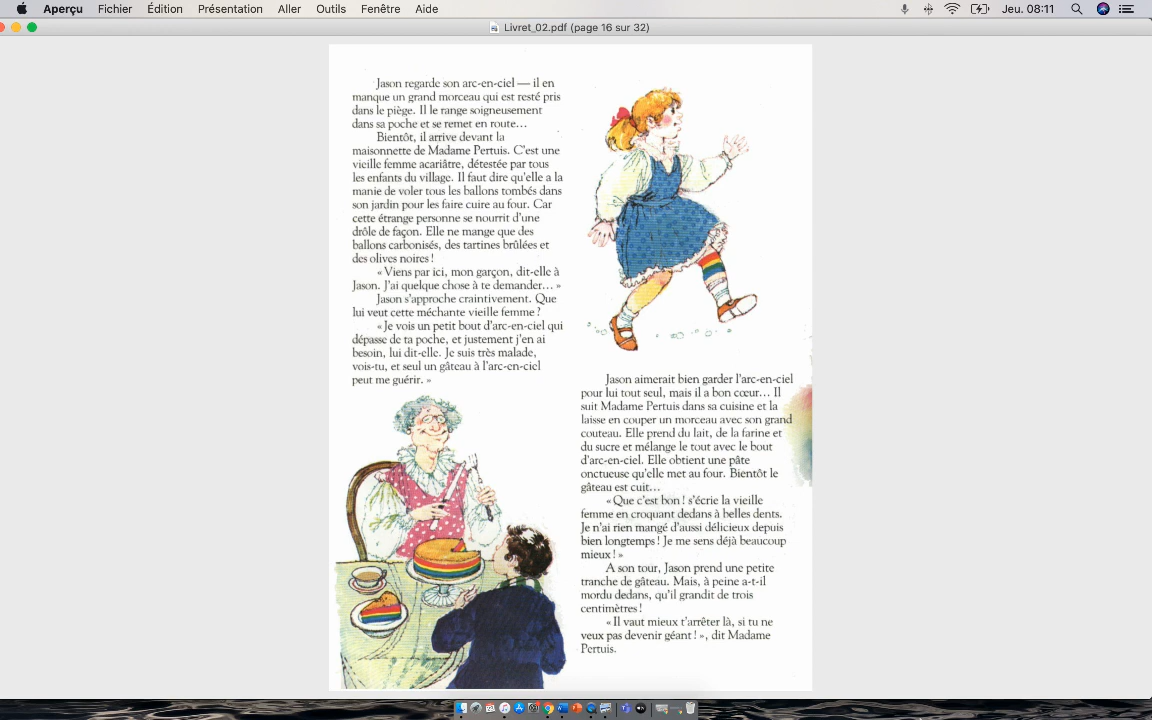 Aperçu Fichier Édition Présentation Aller Outils Fenêtre Aide Jeu. 08:11
Livret_02.pdf (page 16 sur 32)
Jason regarde son arc-en-ciel — il en
manque un grand morceau qui est resté pris
dans le piège. Il le range soigneusement
dans sa poche et se remet en route…
Bientôt, il arrive devant la
maisonnette de Madame Pertuis. C'est une
vieille femme acariâtre, détestée par tous
les enfants du village. Il faut dire qu'elle a la
manie de voler tous les ballons tombés dans
son jardin pour les faire cuire au four. Car
cette étrange personne se nourrit d'une
drôle de façon. Elle ne mange que des
ballons carbonisés, des tartines brûlées et
des olives noires !
« Viens par ici, mon garçon, dit-elle à
Jason. J'ai quelque chose à te demander… »
Jason s'approche craintivement. Que
lui veut cette méchante vieille femme ?
« Je vois un petit bout d'arc-en-ciel qui
dépasse de ta poche, et justement j'en ai
besoin, lui dit-elle. Je suis très malade,
vois-tu, et seul un gâteau à l'arc-en-ciel
peut me guérir. »
Jason aimerait bien garder l'arc-en-ciel
pour lui tout seul, mais il a bon cœur… Il
suit Madame Pertuis dans sa cuisine et la
laisse en couper un morceau avec son grand
couteau. Elle prend du lait, de la farine et
du sucre et mélange le tout avec le bout
d'arc-en-ciel. Elle obtient une pâte
onctueuse qu'elle met au four. Bientôt le
gâteau est cuit…
« Que c'est bon ! s'écrie la vieille
femme en croquant dedans à belles dents.
Je n'ai rien mangé d'aussi délicieux depuis
bien longtemps ! Je me sens déjà beaucoup
mieux ! »
A son tour, Jason prend une petite
tranche de gâteau. Mais, à peine a-t-il
mordu dedans, qu'il grandit de trois
centimètres !
« Il vaut mieux t'arrêter là, si tu ne
veux pas devenir géant ! », dit Madame
Pertuis.